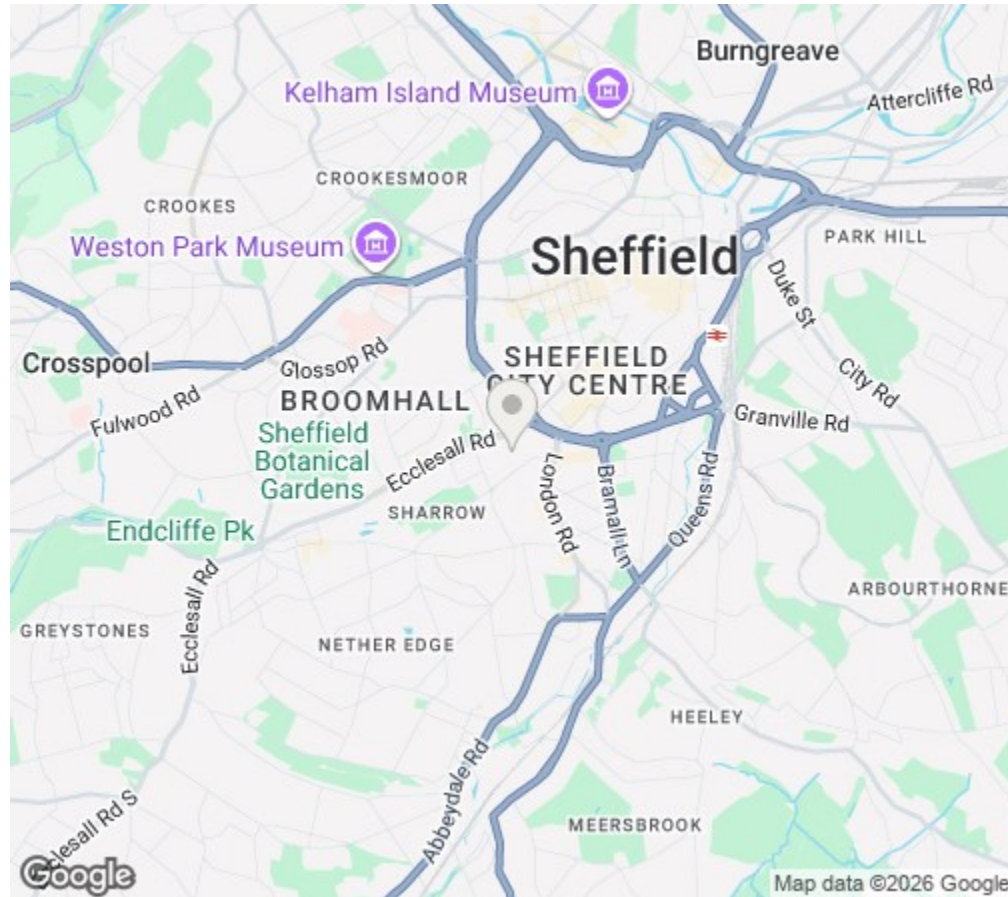 Burngreave
Kelham Island Museum
Attercliffe Rd
CROOKESMOOR
CROOKES
Weston Park Museum
PARK HILL
Sheffield
Duke St
Crosspool
Glossop Rd
SHEFFIELD
CITY CENTRE
City Rd
Fulwood Rd
BROOMHALL
Granville Rd
Sheffield
Botanical
Gardens
Ecclesall Rd
London Rd
Bramall Ln
Queens Rd
SHARROW
Endcliffe Pk
Ecclesall Rd
ARBOURTHORNE
GREYSTONES
NETHER EDGE
HEELEY
Abbeydale Rd
MEERSBROOK
Ecclesall Rd S
Google
Map data ©2026 Google